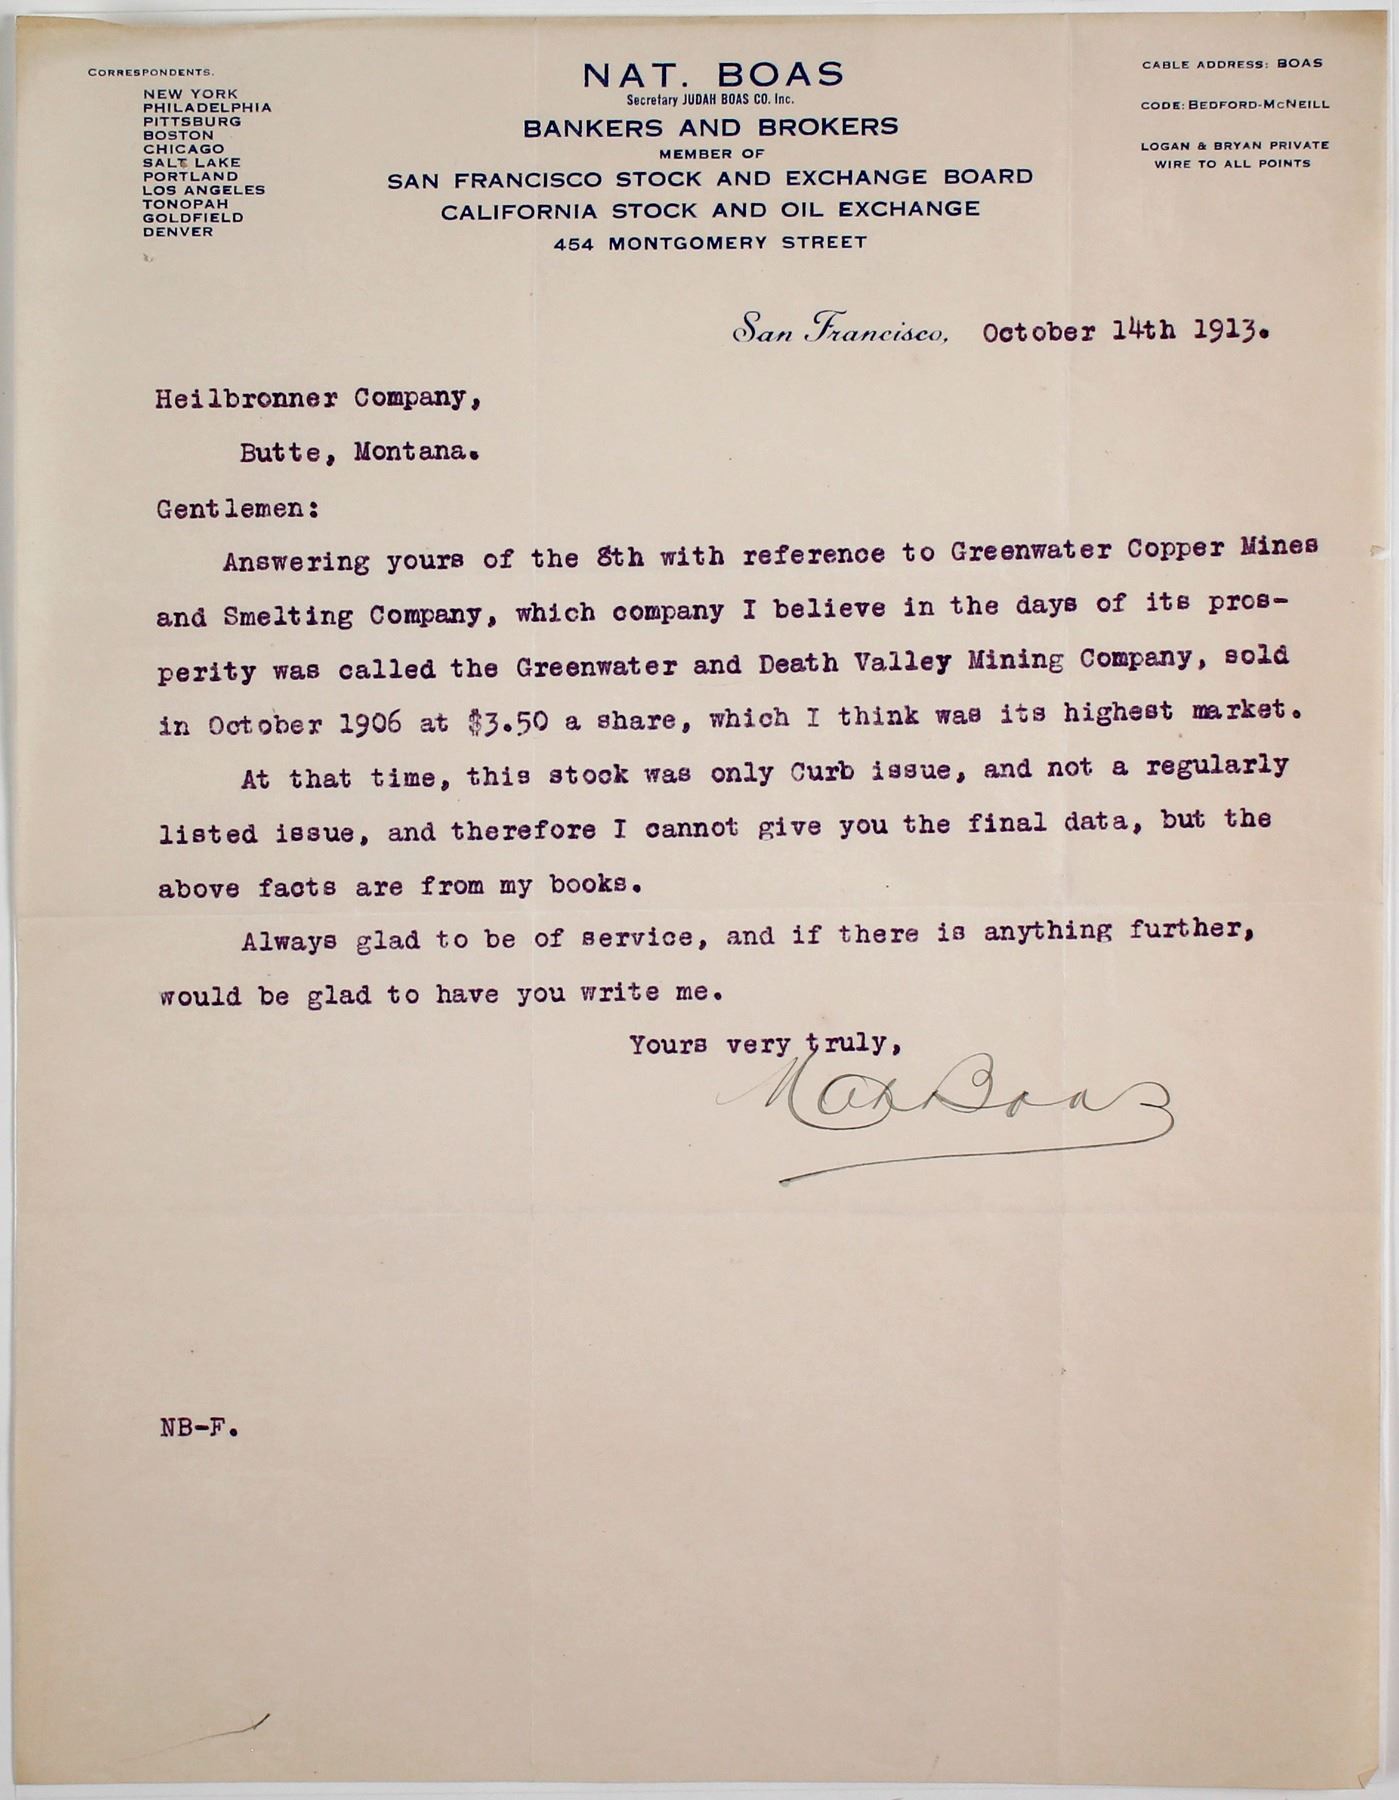 CORRESPONDENTS.
NEW YORK
PHILADELPHIA
PITTSBURG
BOSTON
CHICAGO
SALT LAKE
PORTLAND
LOS ANGELES
TONOPAH
GOLDFIELD
DENVER
NAT. BOAS
Secretary JUDAH BOAS CO. Inc.
BANKERS AND BROKERS
MEMBER OF
SAN FRANCISCO STOCK AND EXCHANGE BOARD
CALIFORNIA STOCK AND OIL EXCHANGE
454 MONTGOMERY STREET
CABLE ADDRESS: BOAS
CODE: BEDFORD-MCNEILL
LOGAN & BRYAN PRIVATE
WIRE TO ALL POINTS
San Francisco, October 14th 1913.
Heilbronner Company,
Butte, Montana.
Gentlemen:
Answering yours of the 8th with reference to Greenwater Copper Mines
and Smelting Company, which company I believe in the days of its pros-
perity was called the Greenwater and Death Valley Mining Company, sold
in October 1906 at $3.50 a share, which I think was its highest market.
At that time, this stock was only Curb issue, and not a regularly
listed issue, and therefore I cannot give you the final data, but the
above facts are from my books.
Always glad to be of service, and if there is anything further,
would be glad to have you write me.
Yours very truly,
Nat Boas
NB-F.